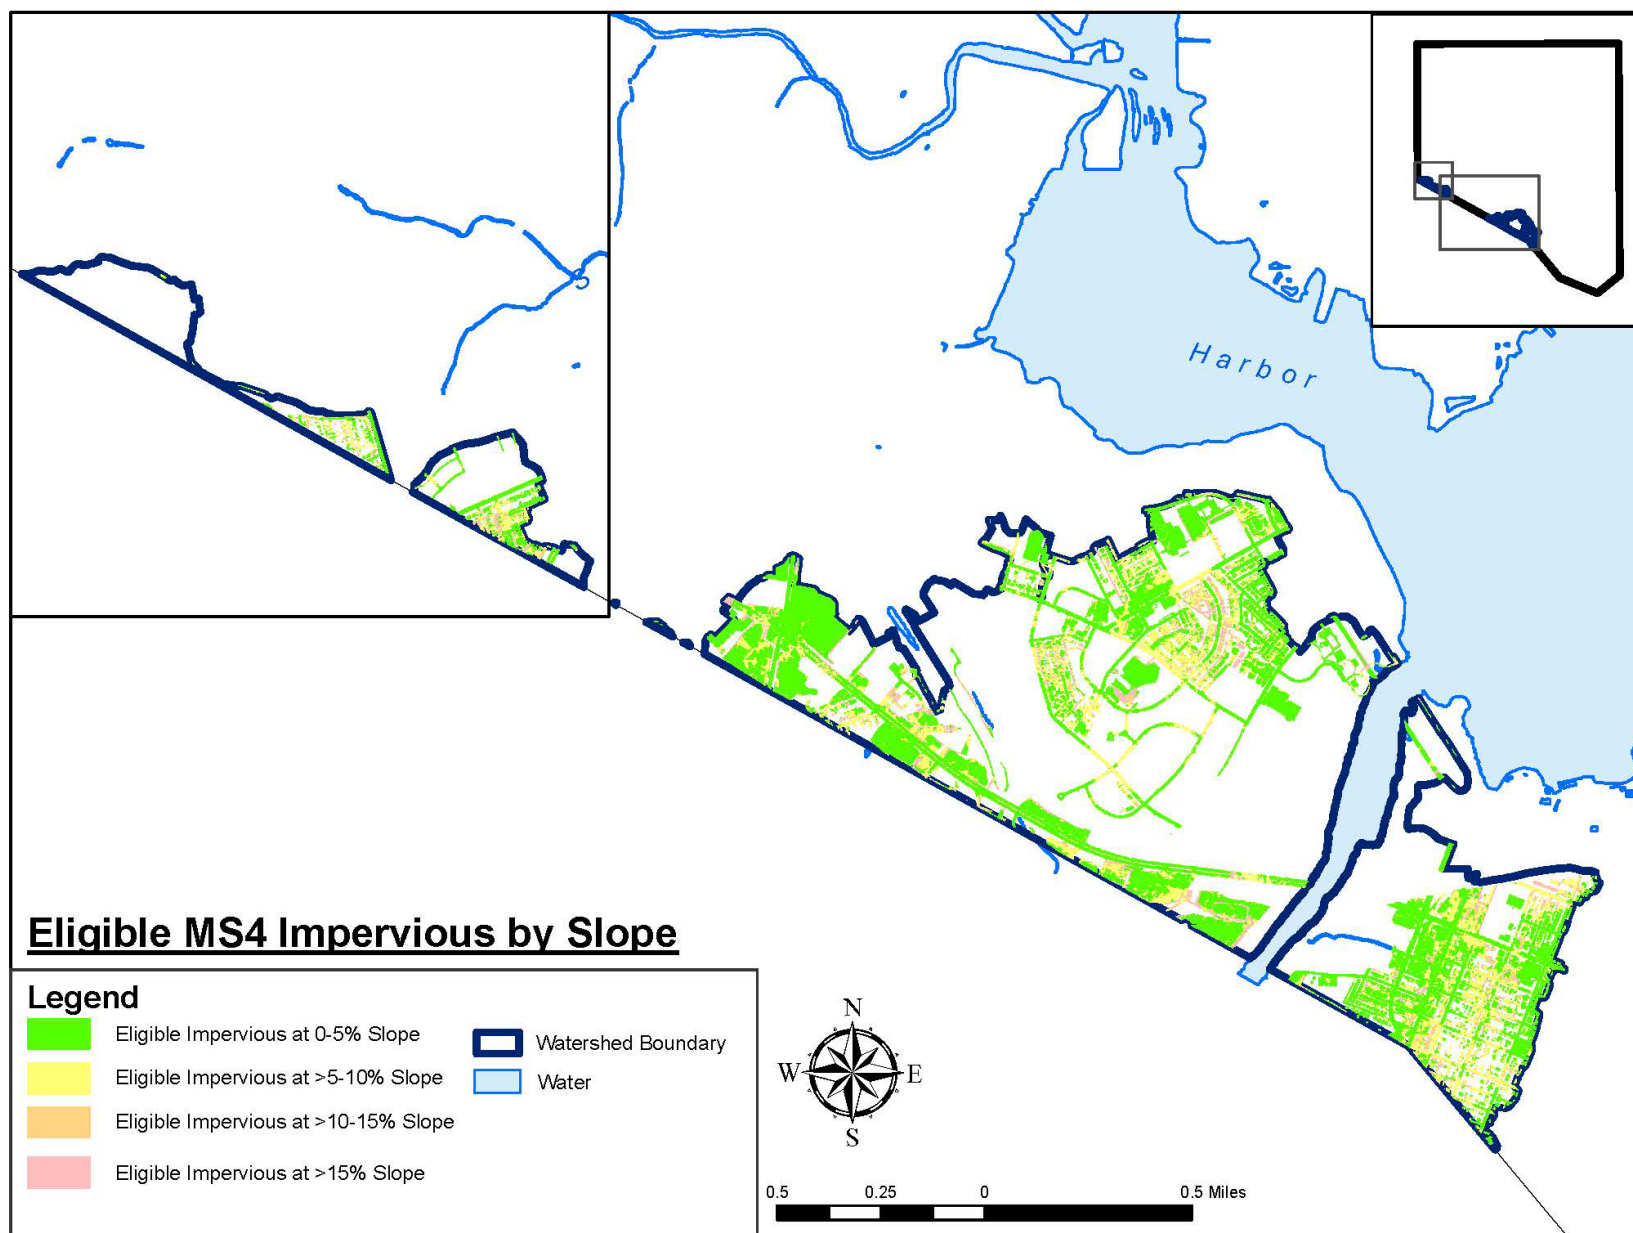 Harbor
Eligible MS4 Impervious by Slope
Legend
Eligible Impervious at 0-5% Slope
Eligible Impervious at >5-10% Slope
Eligible Impervious at >10-15% Slope
Eligible Impervious at >15% Slope
Watershed Boundary
Water
N
W
E
S
0.5 0.25 0 0.5 Miles